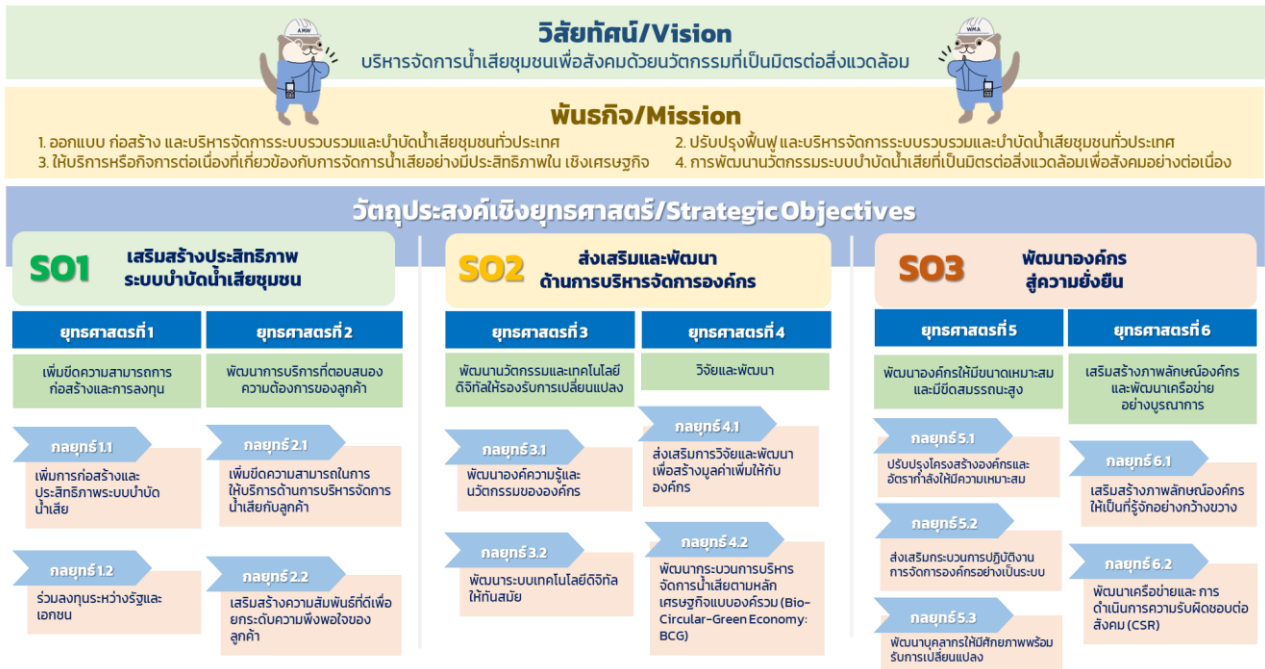 วิสัยทัศน์/Vision
บริหารจัดการน้ำเสียชุมชนเพื่อสังคมด้วยนวัตกรรมที่เป็นมิตรต่อสิ่งแวดล้อม
WMA
พันธกิจ/Mission
1. ออกแบบ ก่อสร้าง และบริหารจัดการระบบรวบรวมและบำบัดน้ำเสียชุมชนทั่วประเทศ
2. ปรับปรุงฟื้นฟู และบริหารจัดการระบบรวบรวมและบำบัดน้ำเสียชุมชนทั่วประเทศ
3. ให้บริการหรือกิจการต่อเนื่องที่เกี่ยวข้องกับการจัดการน้ำเสียอย่างมีประสิทธิภาพใน เชิงเศรษฐกิจ
4. การพัฒนานวัตกรรมระบบบำบัดน้ำเสียที่เป็นมิตรต่อสิ่งแวดล้อมเพื่อสังคมอย่างต่อเนื่อง
วัตถุประสงค์เชิงยุทธศาสตร์/Strategic Objectives
SO1
เสริมสร้างประสิทธิภาพ
ระบบบำบัดน้ำเสียชุมชน
ยุทธศาสตร์ที่1
เพิ่มขีดความสามารถการ
ก่อสร้างและการลงทุน
กลยุทธ์1.1
เพิ่มการก่อสร้างและ
ประสิทธิภาพระบบบำบัด
น้ำเสีย
กลยุทธ์1.2
ร่วมลงทุนระหว่างรัฐและ
เอกชน
ยุทธศาสตร์ที่2
พัฒนาการบริการที่ตอบสนอง
ความต้องการของลูกค้า
กลยุทธ์2.1
เพิ่มขีดความสามารถในการ
ให้บริการด้านการบริหารจัดการ
น้ำเสียกับลูกค้า
กลยุทธ์2.2
เสริมสร้างความสัมพันธ์ที่ดีเพื่อ
ยกระดับความพึงพอใจของ
ลูกค้า
SO2
ส่งเสริมและพัฒนา
ด้านการบริหารจัดการองค์กร
ยุทธศาสตร์ที่3
พัฒนานวัตกรรมและเทคโนโลยี
ดิจิทัลให้รองรับการเปลี่ยนแปลง
กลยุทธ์3.1
พัฒนาองค์ความรู้และ
นวัตกรรมขององค์กร
กลยุทธ์3.2
พัฒนาระบบเทคโนโลยีดิจิทัล
ให้ทันสมัย
ยุทธศาสตร์ที่4
วิจัยและพัฒนา
กลยุทธ์4.1
ส่งเสริมการวิจัยและพัฒนา
เพื่อสร้างมูลค่าเพิ่มให้กับ
องค์กร
กลยุทธ์4.2
พัฒนากระบวนการบริหาร
จัดการน้ำเสียตามหลัก
เศรษฐกิจแบบองค์รวม (Bio-
Circular-Green Economy:
BCG)
SO3
พัฒนาองค์กร
สู่ความยั่งยืน
ยุทธศาสตร์ที่5
พัฒนาองค์กรให้มีขนาดเหมาะสม
และมีขีดสมรรถนะสูง
กลยุทธ์5.1
ปรับปรุงโครงสร้างองค์กรและ
อัตรากำลังให้มีความเหมาะสม
กลยุทธ์5.2
ส่งเสริมกระบวนการปฏิบัติงาน
การจัดการองค์กรอย่างเป็นระบบ
กลยุทธ์5.3
พัฒนาบุคลากรให้มีศักยภาพพร้อม
รับการเปลี่ยนแปลง
ยุทธศาสตร์ที่6
เสริมสร้างภาพลักษณ์องค์กร
และพัฒนาเครือข่าย
อย่างบูรณาการ
กลยุทธ์6.1
เสริมสร้างภาพลักษณ์องค์กร
ให้เป็นที่รู้จักอย่างกว้างขวาง
กลยุทธ์6.2
พัฒนาเครือข่ายและ การ
ดำเนินการความรับผิดชอบต่อ
สังคม (CSR)